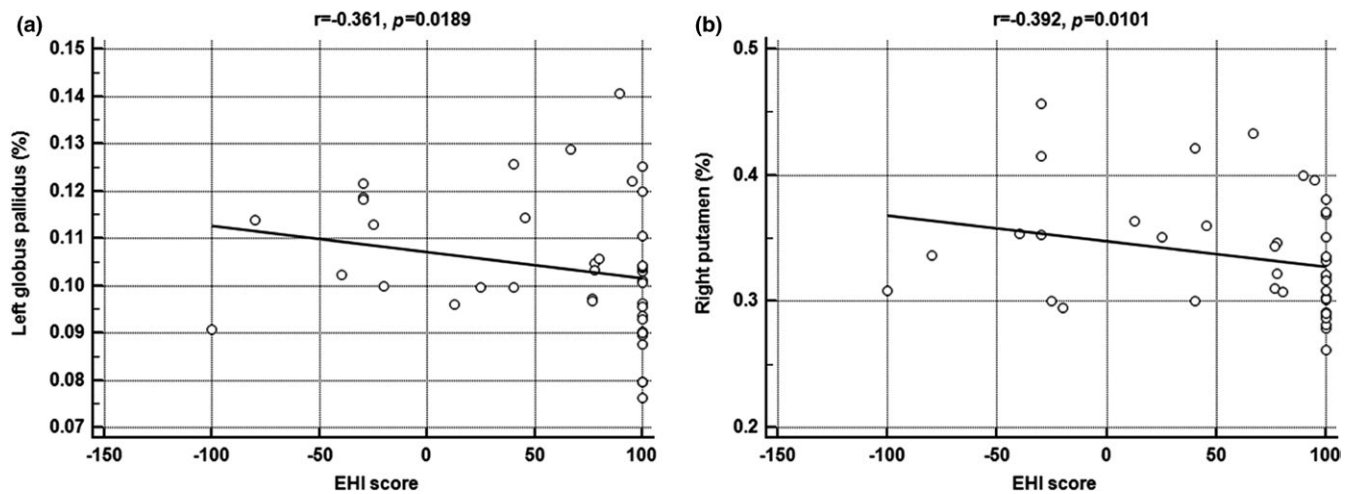 (a)
r=-0.361, p=0.0189
0.15
0.14
0.13
0.12
0.11
0.10
0.09
0.08
0.07
Left globus pallidus (%)
-150 -100 -50 0 50 100
EHI score
(b)
r=-0.392, p=0.0101
0.5
0.4
0.3
0.2
Right putamen (%)
-150 -100 -50 0 50 100
EHI score